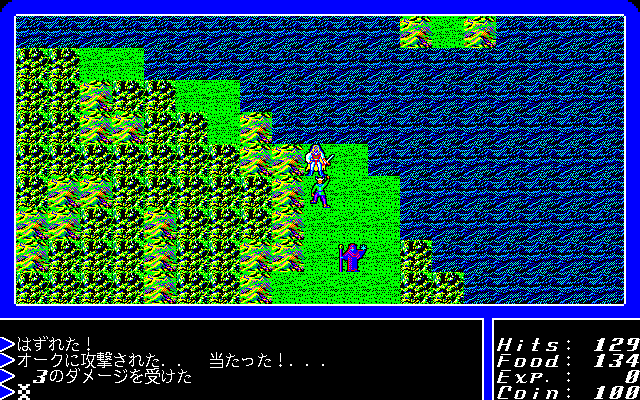 はずれた！
オークに攻撃された．． 当たった！．．．
3のダメージを受けた
Hits: 129
Food: 134
Exp.: 0
Coin: 100